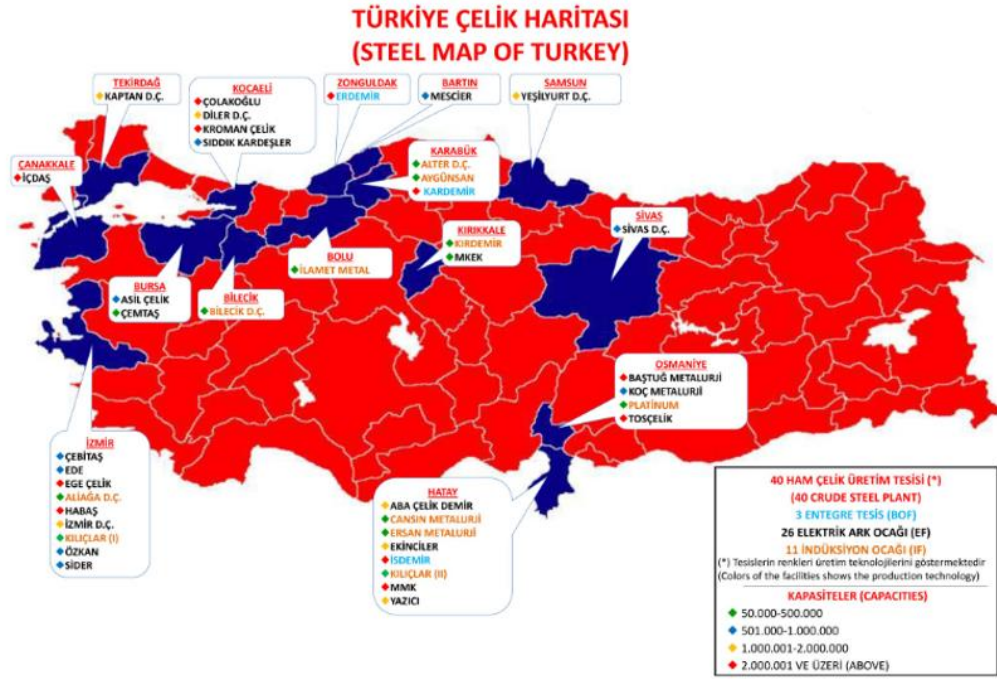 TÜRKİYE ÇELİK HARİTASI
(STEEL MAP OF TURKEY)
TEKİRDAĞ
KAPTAN D.Ç.
KOCAELİ
ÇOLAKOĞLU
DİLER D.Ç.
KROMAN ÇELİK
SIDDIK KARDEŞLER
ZONGULDAK
ERDEMİR
BARTIN
MESCİER
SAMSUN
YEŞİLYURT D.Ç.
ÇANAKKALE
İÇDAŞ
KARABÜK
ALTER D.Ç.
AYGÜNSAN
KARDEMİR
KIRIKKALE
KIRDEMİR
MKEK
SİVAS
SİVAS D.Ç.
BOLU
İLAMET METAL
BURSA
ASİL ÇELİK
ÇEMTAŞ
BİLECİK
BİLECİK D.Ç.
OSMANİYE
BAŞTUĞ METALURJİ
KOÇ METALURJİ
PLATİNUM
TOSÇELİK
İZMİR
ÇEBİTAŞ
EDE
EGE ÇELİK
ALİAĞA D.Ç.
HABAŞ
İZMİR D.Ç.
KILIÇLAR (I)
ÖZKAN
SİDER
HATAY
ABA ÇELİK DEMİR
CANSIN METALURJİ
ERSAN METALURJİ
EKİNCİLER
İSDEMİR
KILIÇLAR (II)
MMK
YAZICI
40 HAM ÇELİK ÜRETİM TESİSİ (*)
(40 CRUDE STEEL PLANT)
3 ENTEGRE TESİS (BOF)
26 ELEKTRİK ARK OCAĞI (EF)
11 İNDÜKSİYON OCAĞI (IF)
(*) Tesislerin renkleri üretim teknolojilerini göstermektedir
(Colors of the facilities shows the production technology)
KAPASİTELER (CAPACITIES)
50.000-500.000
501.000-1.000.000
1.000.001-2.000.000
2.000.001 VE ÜZERİ (ABOVE)